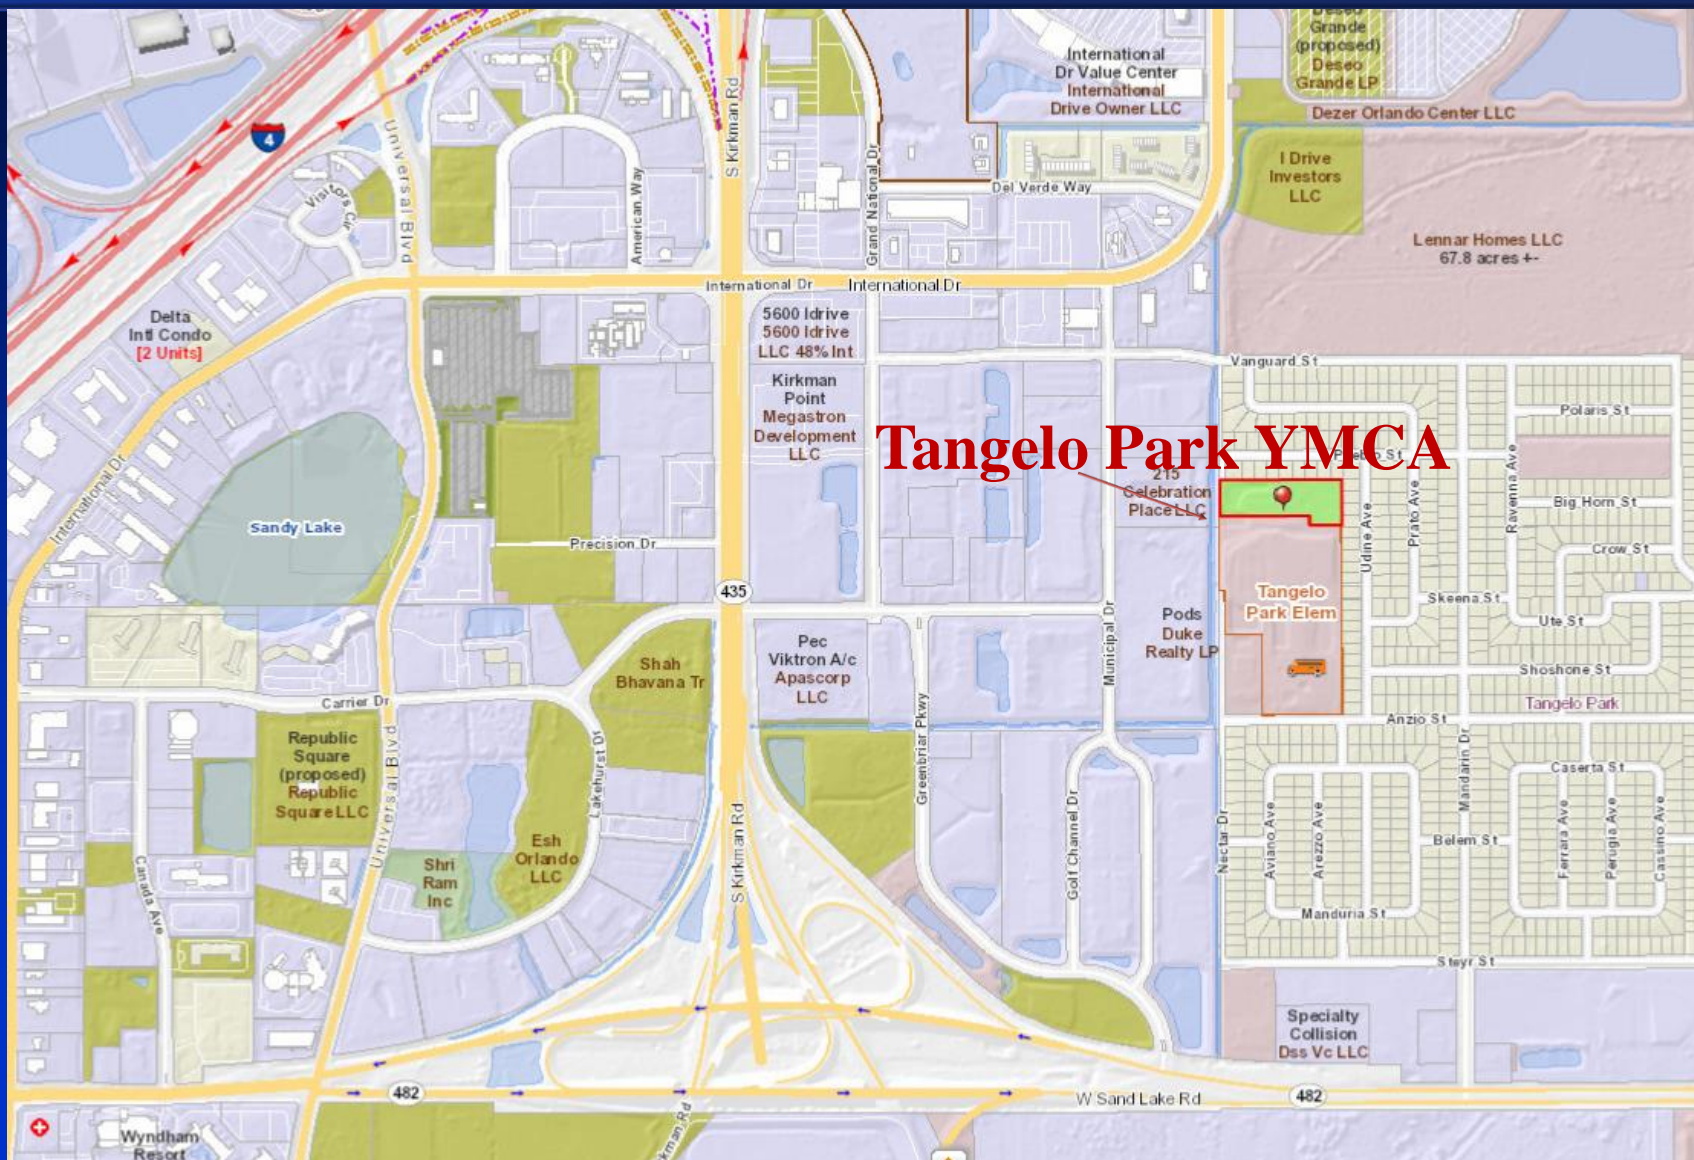 Grande
(proposed)
Deseo
Grande LP
Dezer Orlando Center LLC
International
Dr Value Center
International
Drive Owner LLC
4
Universal Blvd
S Kirkman Rd
Visitors Cir
American Way
Grand National Dr
Del Verde Way
I Drive
Investors
LLC
Lennar Homes LLC
67.8 acres +-
International Dr
International Dr
Delta
Intl Condo
[2 Units]
5600 Idrive
5600 Idrive
LLC 48% Int
Vanguard St
Kirkman
Point
Megastron
Development
LLC
Polaris St
Tangelo Park YMCA
Pueblo St
215
Celebration
Place LLC
International Dr
Sandy Lake
Precision Dr
Udine Ave
Prato Ave
Ravenna Ave
Big Horn St
Crow St
435
Tangelo
Park Elem
Skeena St
Ute St
Pods
Duke
Realty LP
Municipal Dr
Pec
Viktron A/c
Apascorp
LLC
Shah
Bhavana Tr
Shoshone St
Carrier Dr
Tangelo Park
Anzio St
Republic
Square
(proposed)
Republic
Square LLC
Universal Blvd
Lakehurst Dr
Greenbriar Pkwy
Mandarin Dr
Caserta St
S Kirkman Rd
Golf Channel Dr
Nectar Dr
Aviano Ave
Arezzo Ave
Belem St
Ferrara Ave
Perugia Ave
Cassino Ave
Esh
Orlando
LLC
Shri
Ram
Inc
Canada Ave
Manduria St
Steyr St
Specialty
Collision
Dss Vc LLC
482
W Sand Lake Rd
482
Wyndham
Resort